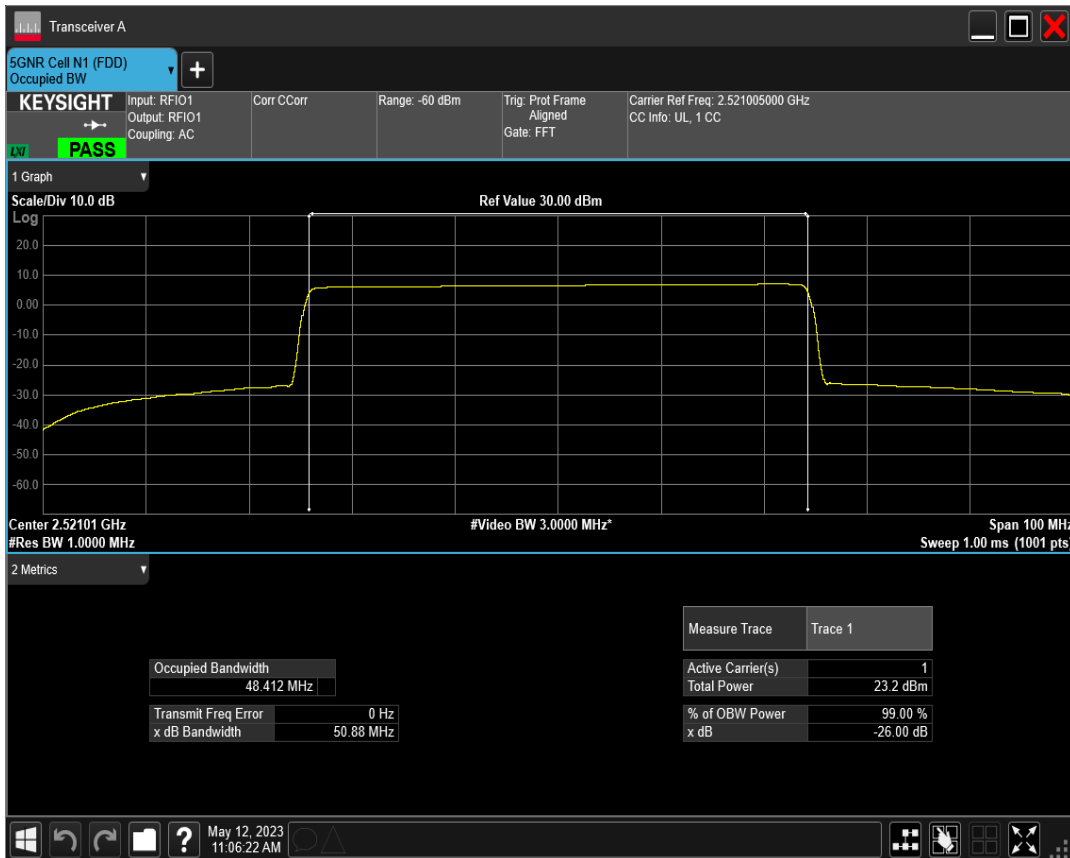 Transceiver A
5GNR Cell N1 (FDD)
Occupied BW
+
KEYSIGHT
LXI
PASS
Input: RFIO1
Output: RFIO1
Coupling: AC
Corr CCorr
Range: -60 dBm
Trig: Prot Frame
Aligned
Gate: FFT
Carrier Ref Freq: 2.521005000 GHz
CC Info: UL, 1 CC
1 Graph
Scale/Div 10.0 dB
Ref Value 30.00 dBm
Log
20.0
10.0
0.00
-10.0
-20.0
-30.0
-40.0
-50.0
-60.0
Center 2.52101 GHz
#Video BW 3.0000 MHz*
Span 100 MHz
#Res BW 1.0000 MHz
Sweep 1.00 ms (1001 pts)
2 Metrics
Measure Trace Trace 1
Occupied Bandwidth
48.412 MHz
Active Carrier(s) 1
Total Power 23.2 dBm
Transmit Freq Error 0 Hz
x dB Bandwidth 50.88 MHz
% of OBW Power 99.00 %
x dB -26.00 dB
?
May 12, 2023
11:06:22 AM